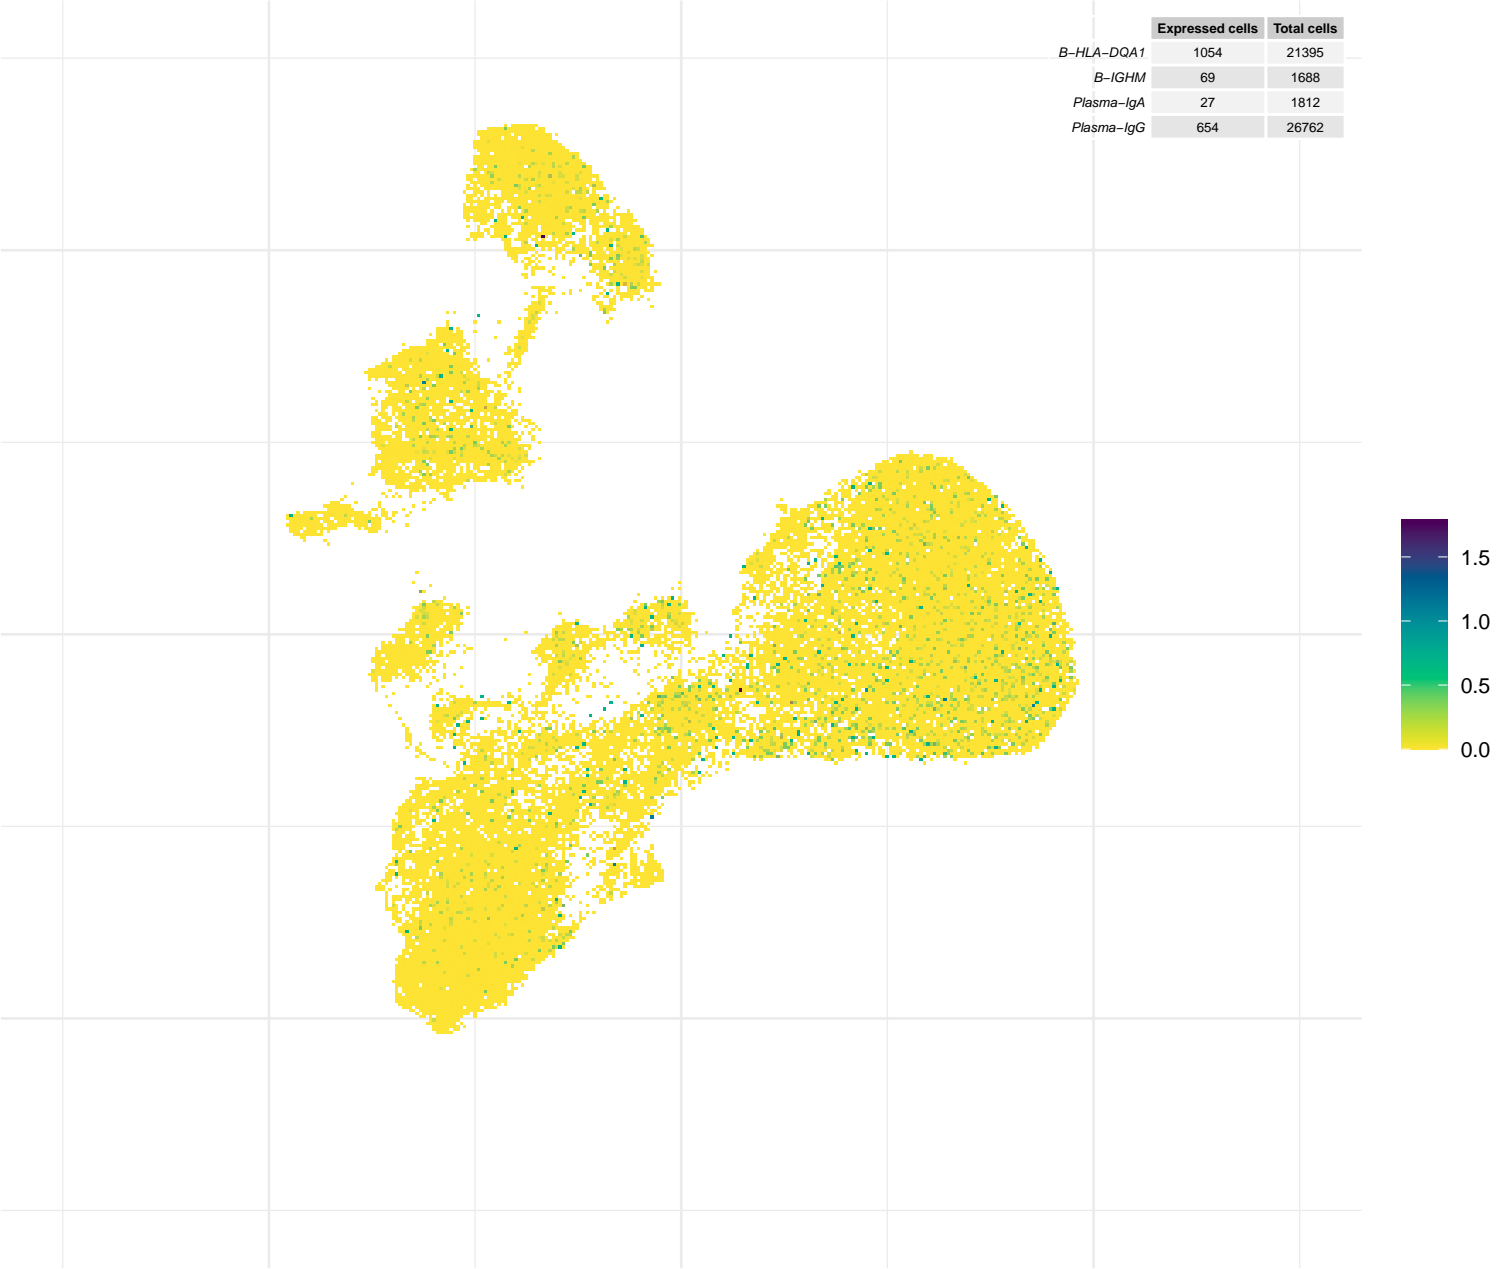 Expressed cells Total cells
B−HLA−DQA1 1054 21395
B−IGHM 69 1688
Plasma−IgA 27 1812
Plasma−IgG 654 26762
1.5
1.0
0.5
0.0